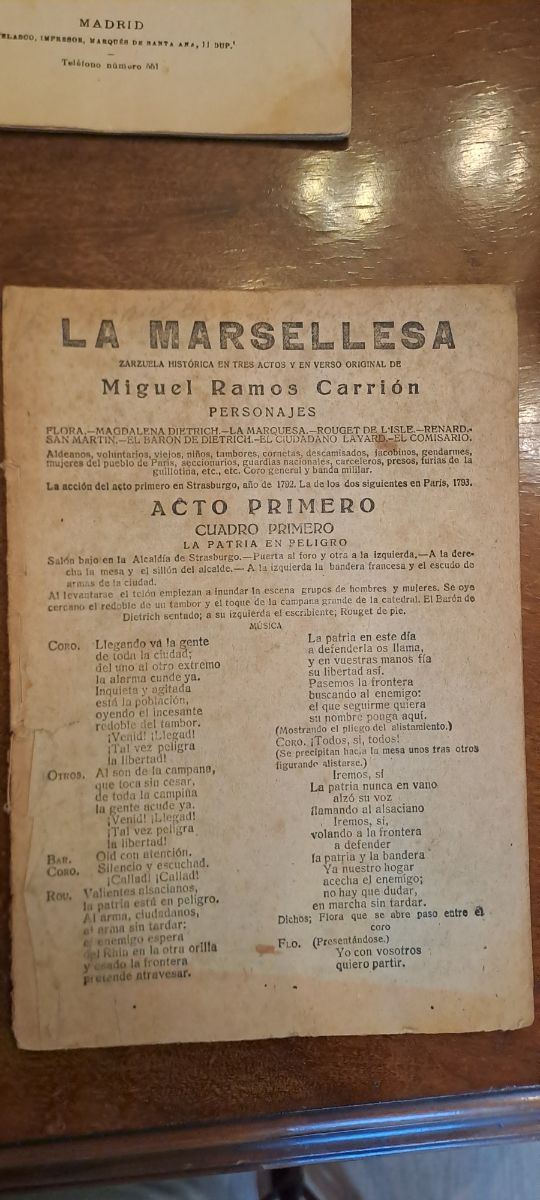 MADRID
VELASCO, IMPRESOR, MARQUÉS DE SANTA ANA, 11 DUP.º
Teléfono número 551
LA MARSELLESA
ZARZUELA HISTÓRICA EN TRES ACTOS Y EN VERSO ORIGINAL DE
Miguel Ramos Carrión
PERSONAJES
FLORA.—MAGDALENA DIETRICH.—LA MARQUESA.—ROUGET DE L'ISLE.—RENARD.—
SAN MARTIN.—EL BARON DE DIETRICH.—EL CIUDADANO LAYARD.—EL COMISARIO.
Aldeanos, voluntarios, viejos, niños, tambores, cornetas, descamisados, jacobinos, gendarmes,
mujeres del pueblo de París, seccionarios, guardias nacionales, carceleros, presos, furias de la
guillotina, etc., etc. Coro general y banda militar.
La acción del acto primero en Strasburgo, año de 1792. La de los dos siguientes en París, 1793.
ACTO PRIMERO
CUADRO PRIMERO
LA PATRIA EN PELIGRO
Salón bajo en la Alcaldía de Strasburgo.—Puerta al foro y otra a la izquierda.—A la dere-
cha la mesa y el sillón del alcalde.—A la izquierda la bandera francesa y el escudo de
armas de la ciudad.
Al levantarse el telón empiezan a inundar la escena grupos de hombres y mujeres. Se oye
cercano el redoble de un tambor y el toque de la campana grande de la catedral. El Barón de
Dietrich sentado; a su izquierda el escribiente; Rouget de pie.
MÚSICA
CORO. Llegando vá la gente
de toda la ciudad;
del uno al otro extremo
la alarma cunde ya.
Inquieta y agitada
está la población,
oyendo el incesante
redoble del tambor.
¡Venid! ¡Llegad!
¡Tal vez peligra
la libertad!
OTROS. Al son de la campana,
que toca sin cesar,
de toda la campiña
la gente acude ya.
¡Venid! ¡Llegad!
¡Tal vez peligra
la libertad!
BAR. Oíd con atención.
CORO. Silencio y escuchad.
¡Callad! ¡Callad!
ROU. Valientes alsacianos,
la patria está en peligro.
Al arma, ciudadanos,
al arma sin tardar:
el enemigo espera
del Rhin en la otra orilla
y osado la frontera
pretende atravesar.
La patria en este día
a defenderla os llama,
y en vuestras manos fía
su libertad así.
Pasemos la frontera
buscando al enemigo:
el que seguirme quiera
su nombre ponga aquí.
(Mostrando el pliego del alistamiento.)
CORO. ¡Todos, sí, todos!
(Se precipitan hacia la mesa unos tras otros
figurando alistarse.)
Iremos, sí
La patria nunca en vano
alzó su voz
llamando al alsaciano
Iremos, sí,
volando a la frontera
a defender
la patria y la bandera
Ya nuestro hogar
acecha el enemigo;
no hay que dudar,
en marcha sin tardar.
Dichos; Flora que se abre paso entre el
coro
FLO. (Presentándose.)
Yo con vosotros
quiero partir.